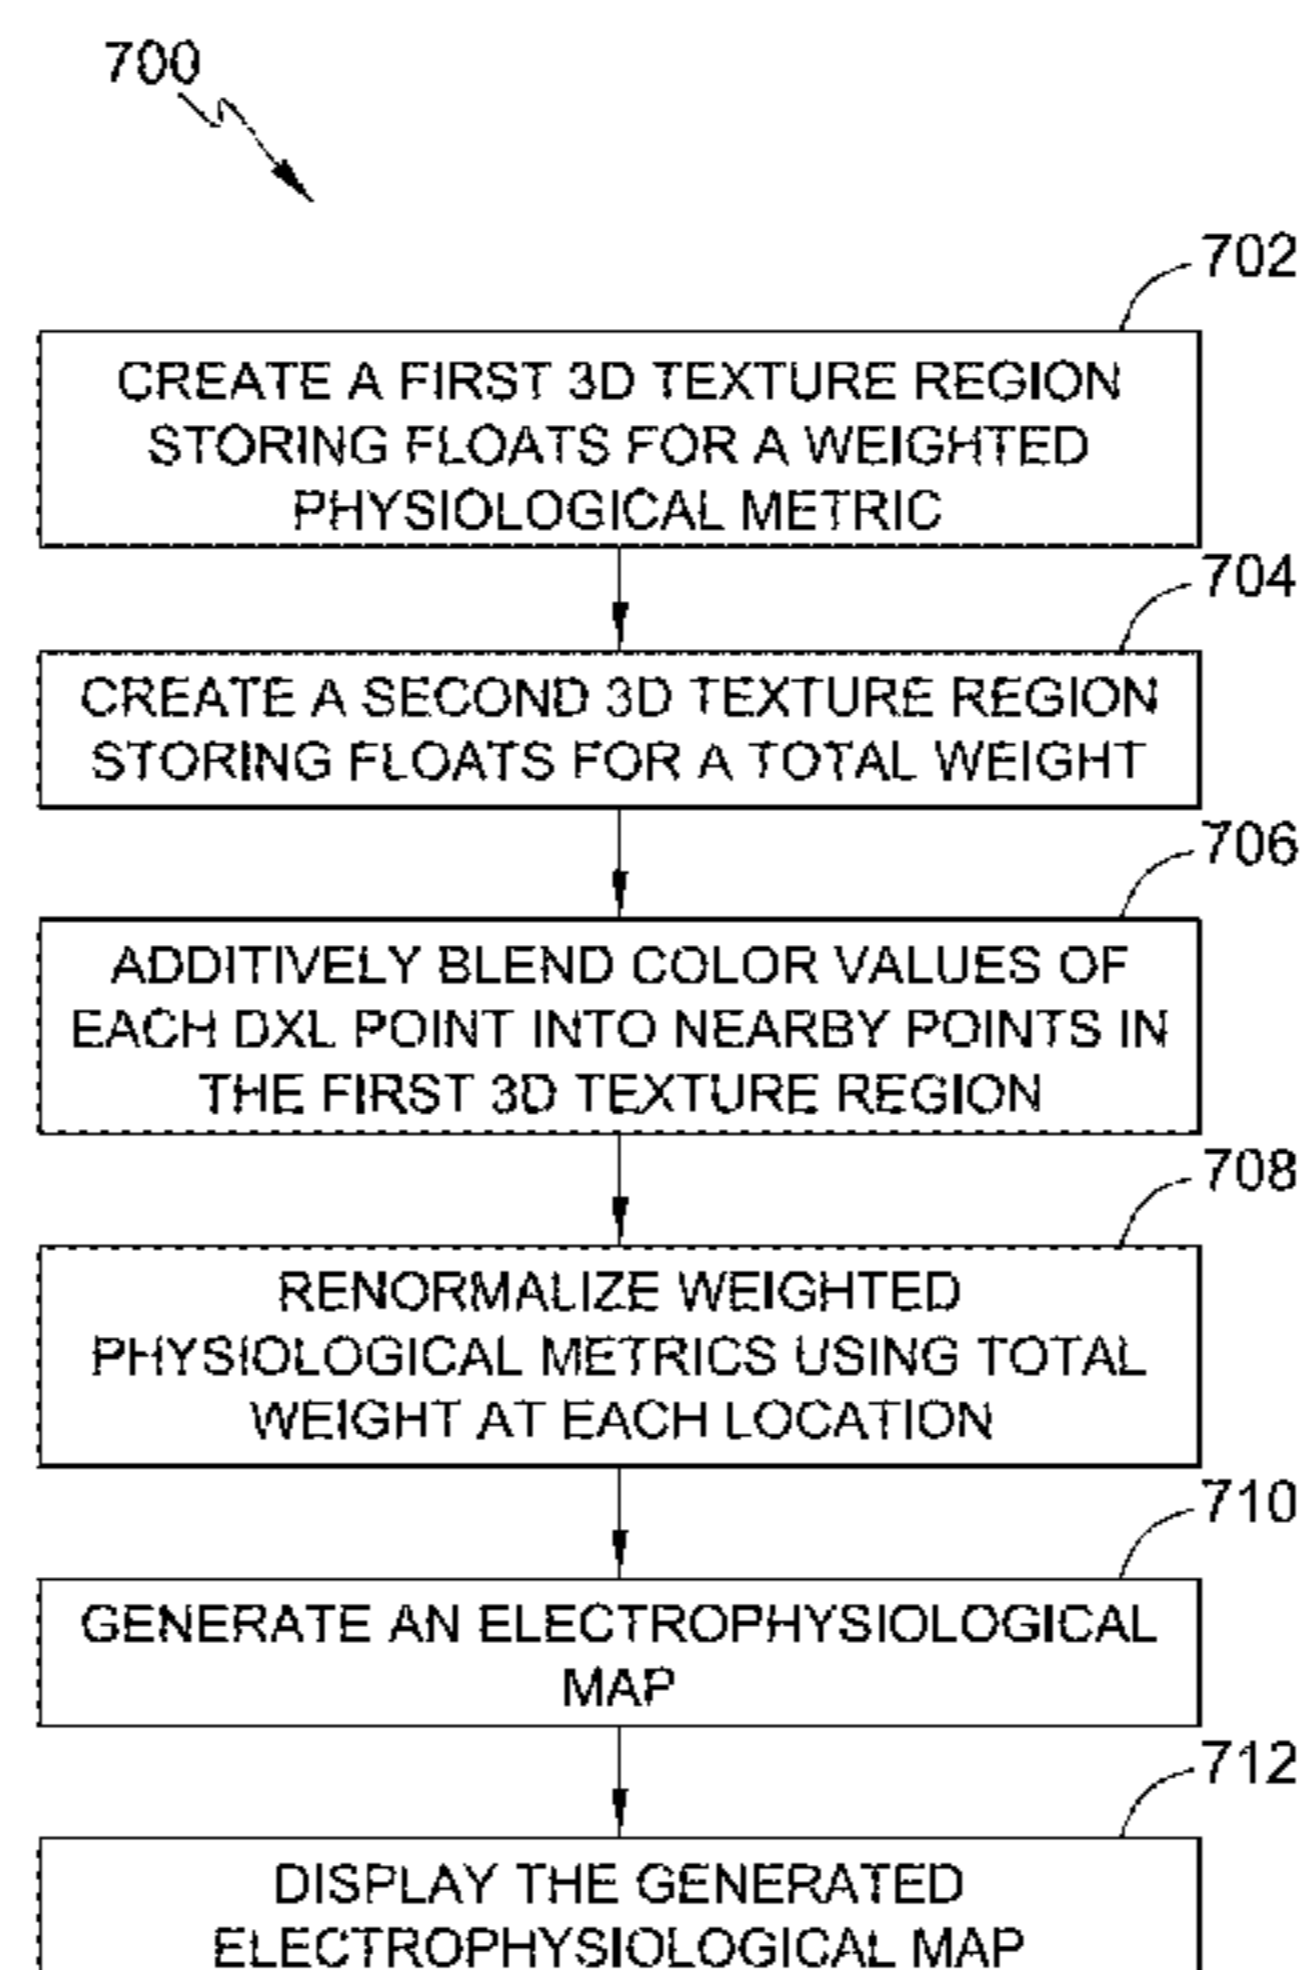 700
702
CREATE A FIRST 3D TEXTURE REGION
STORING FLOATS FOR A WEIGHTED
PHYSIOLOGICAL METRIC
704
CREATE A SECOND 3D TEXTURE REGION
STORING FLOATS FOR A TOTAL WEIGHT
706
ADDITIVELY BLEND COLOR VALUES OF
EACH DXL POINT INTO NEARBY POINTS IN
THE FIRST 3D TEXTURE REGION
708
RENORMALIZE WEIGHTED
PHYSIOLOGICAL METRICS USING TOTAL
WEIGHT AT EACH LOCATION
710
GENERATE AN ELECTROPHYSIOLOGICAL
MAP
712
DISPLAY THE GENERATED
ELECTROPHYSIOLOGICAL MAP